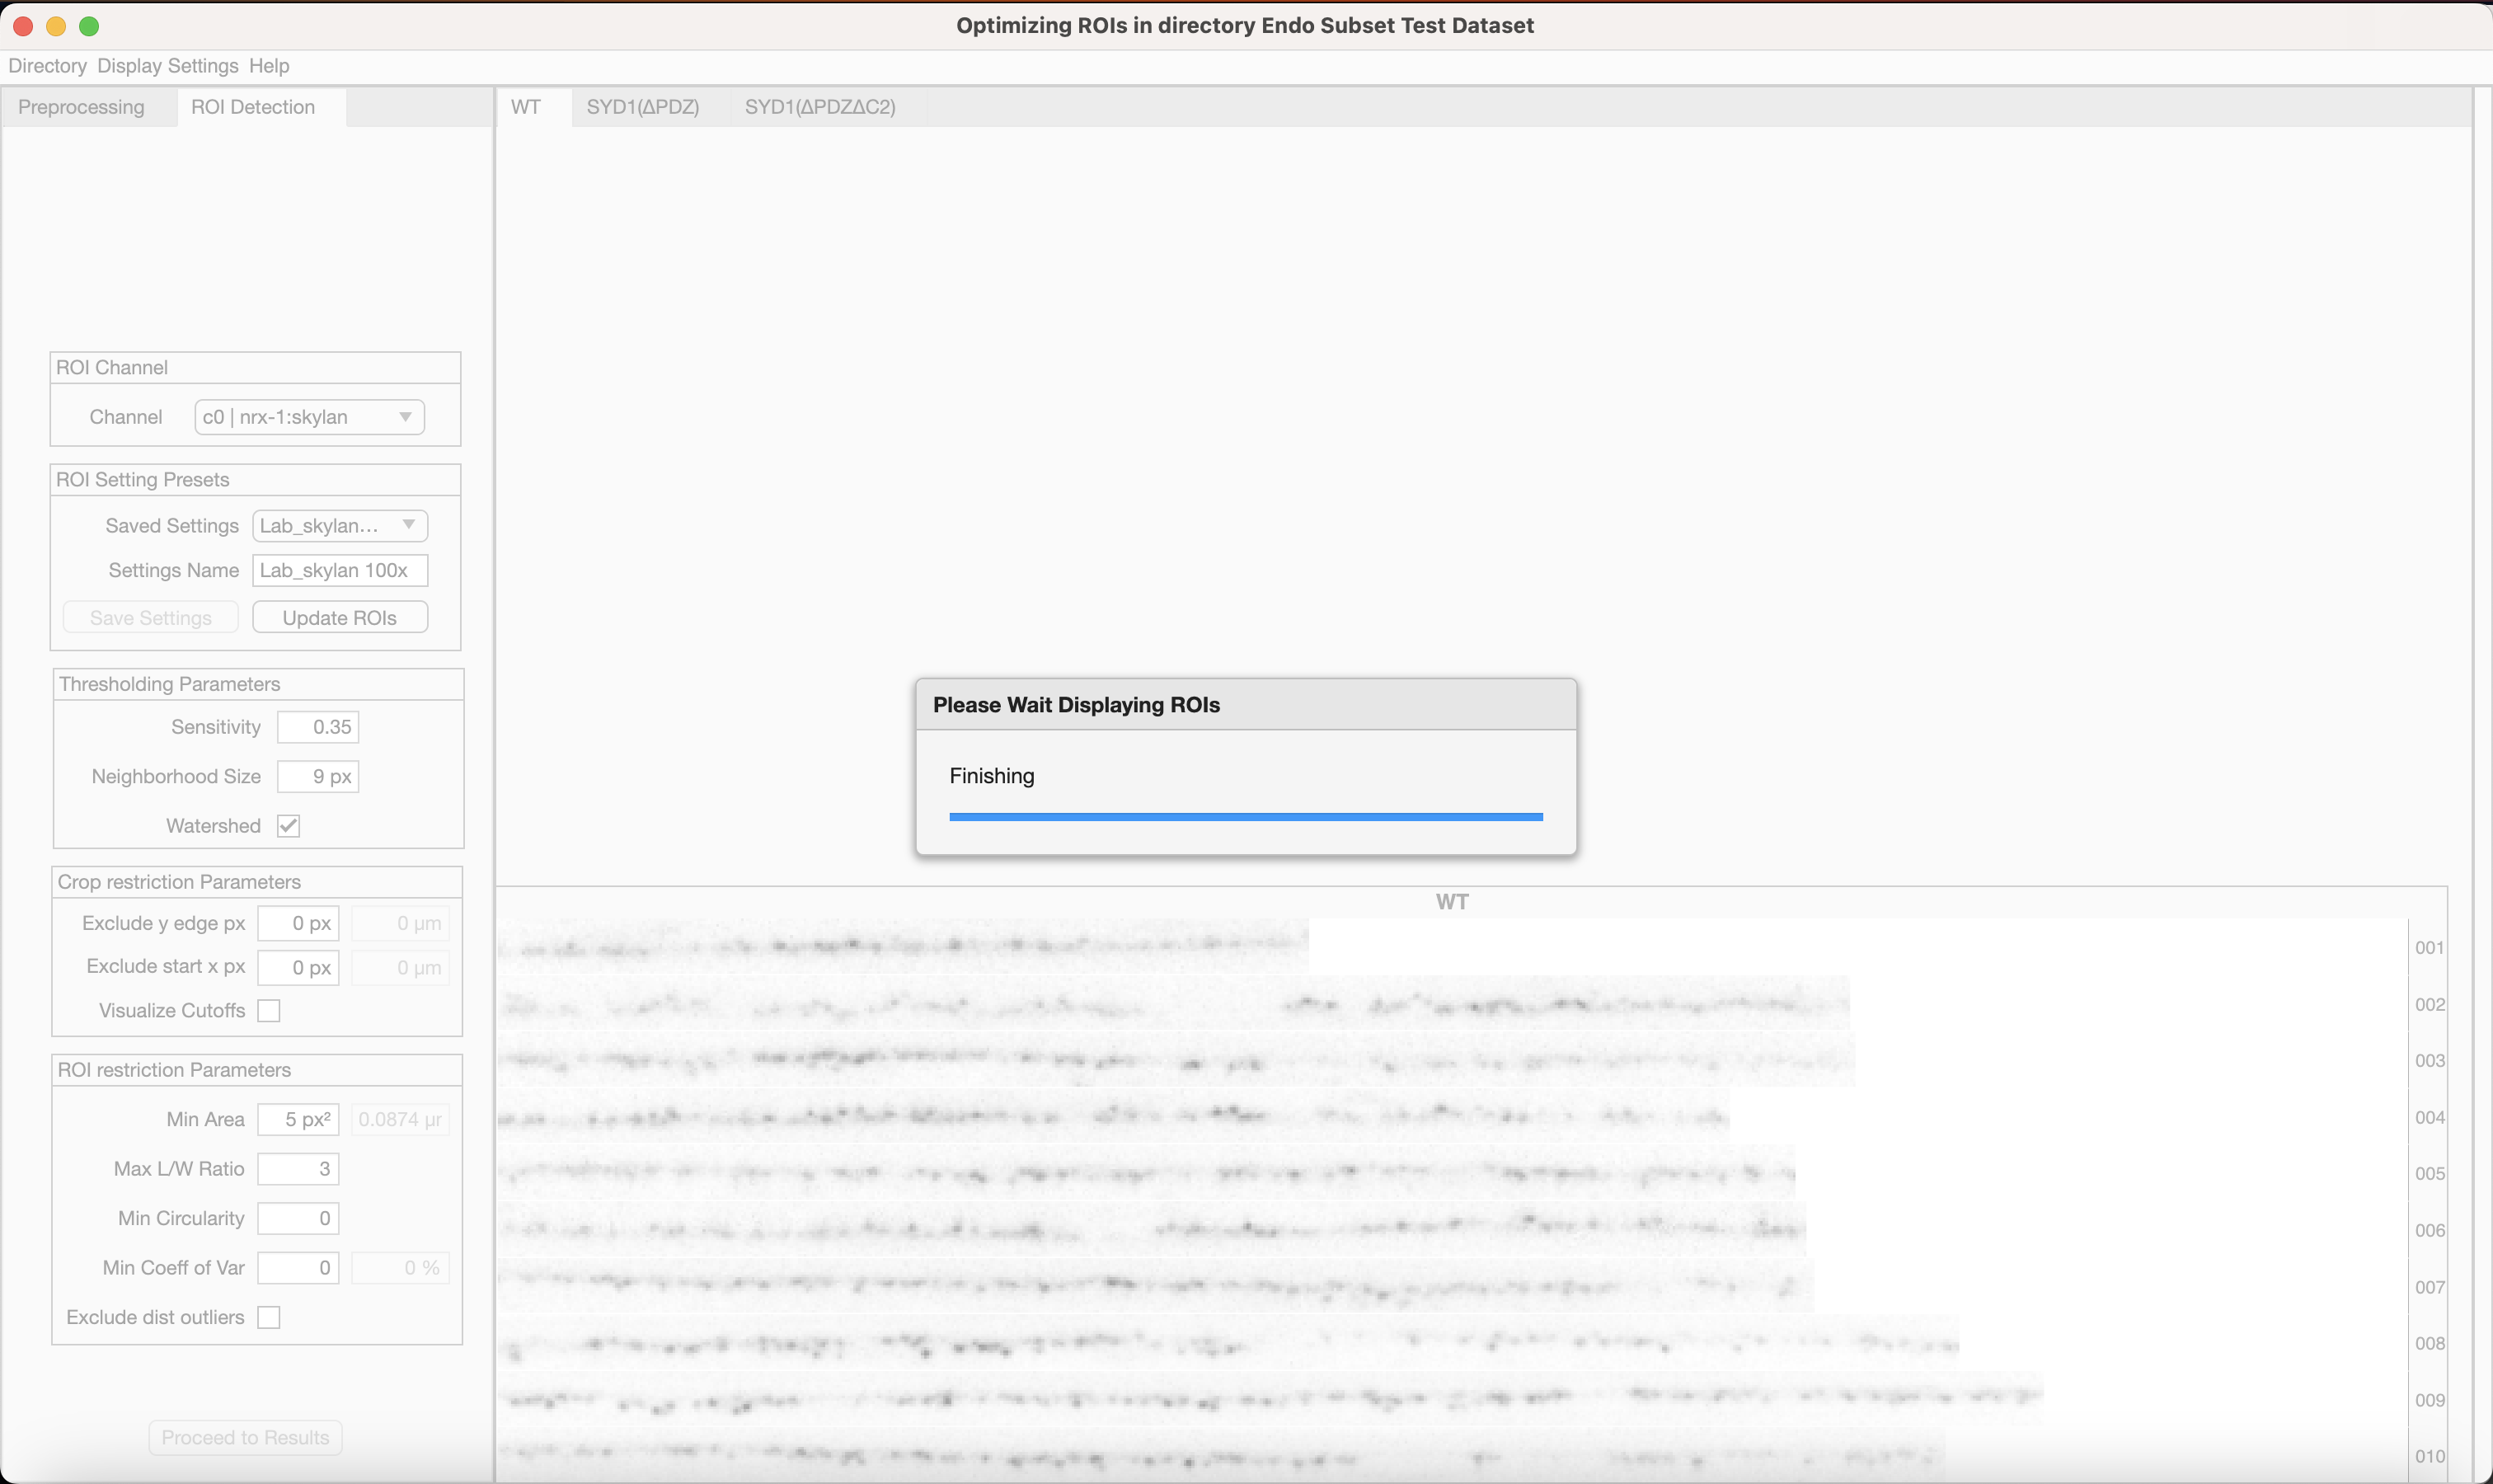 Optimizing ROIs in directory Endo Subset Test Dataset
Directory Display Settings Help
Preprocessing ROI Detection
WT SYD1(ΔPDZ) SYD1(ΔPDZΔC2)
ROI Channel
Channel c0 | nrx-1:skylan
ROI Setting Presets
Saved Settings Lab_skylan...
Settings Name Lab_skylan 100x
Save Settings Update ROIs
Thresholding Parameters
Sensitivity 0.35
Neighborhood Size 9 px
Watershed
Crop restriction Parameters
Exclude y edge px 0 px 0 µm
Exclude start x px 0 px 0 µm
Visualize Cutoffs
ROI restriction Parameters
Min Area 5 px² 0.0874 µr
Max L/W Ratio 3
Min Circularity 0
Min Coeff of Var 0 0 %
Exclude dist outliers
Proceed to Results
Please Wait Displaying ROIs
Finishing
WT
001
002
003
004
005
006
007
008
009
010